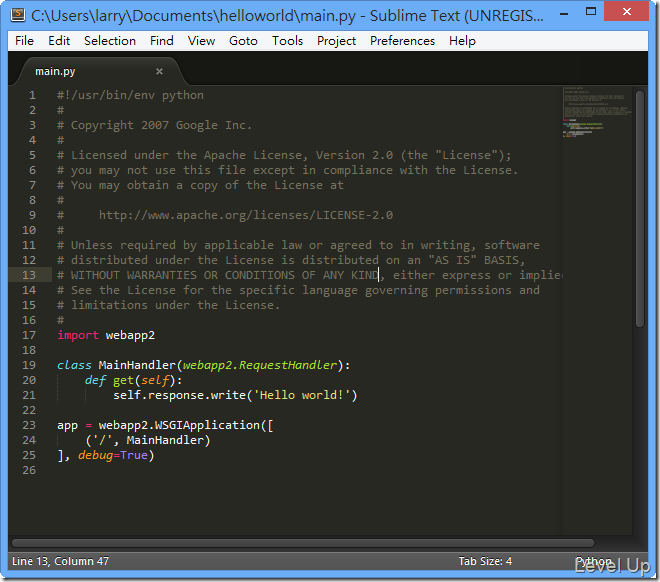 C:\Users\larry\Documents\helloworld\main.py - Sublime Text (UNREGIS...
File Edit Selection Find View Goto Tools Project Preferences Help
main.py ×
1 #!/usr/bin/env python
2 #
3 # Copyright 2007 Google Inc.
4 #
5 # Licensed under the Apache License, Version 2.0 (the "License");
6 # you may not use this file except in compliance with the License.
7 # You may obtain a copy of the License at
8 #
9 #     http://www.apache.org/licenses/LICENSE-2.0
10 #
11 # Unless required by applicable law or agreed to in writing, software
12 # distributed under the License is distributed on an "AS IS" BASIS,
13 # WITHOUT WARRANTIES OR CONDITIONS OF ANY KIND, either express or implie
14 # See the License for the specific language governing permissions and
15 # limitations under the License.
16 #
17 import webapp2
18
19 class MainHandler(webapp2.RequestHandler):
20     def get(self):
21         self.response.write('Hello world!')
22
23 app = webapp2.WSGIApplication([
24     ('/', MainHandler)
25 ], debug=True)
26
Line 13, Column 47 Tab Size: 4 Python
Level Up